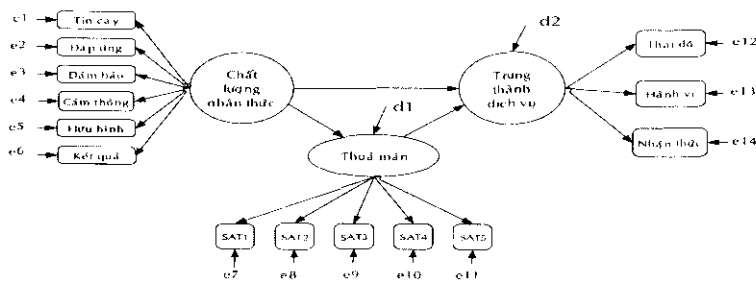 e1
Tin cậy
e2
Đáp ứng
e3
Đảm bảo
e4
Cảm thông
e5
Hữu hình
e6
Kết quả
Chất
lượng
nhận thức
d1
Thoả mãn
d2
Trung
thành
dịch vụ
Thái độ
e12
Hành vi
e13
Nhận thức
e14
SAT1
SAT2
SAT3
SAT4
SAT5
e7
e8
e9
e10
e11